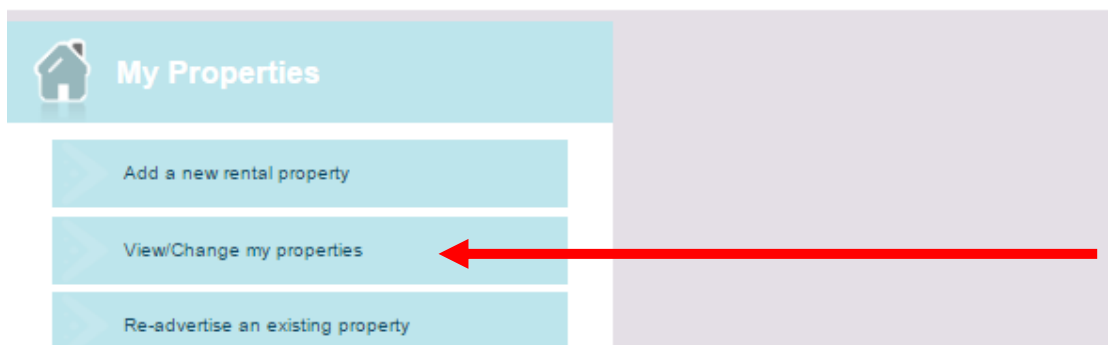 My Properties
Add a new rental property
View/Change my properties
Re-advertise an existing property